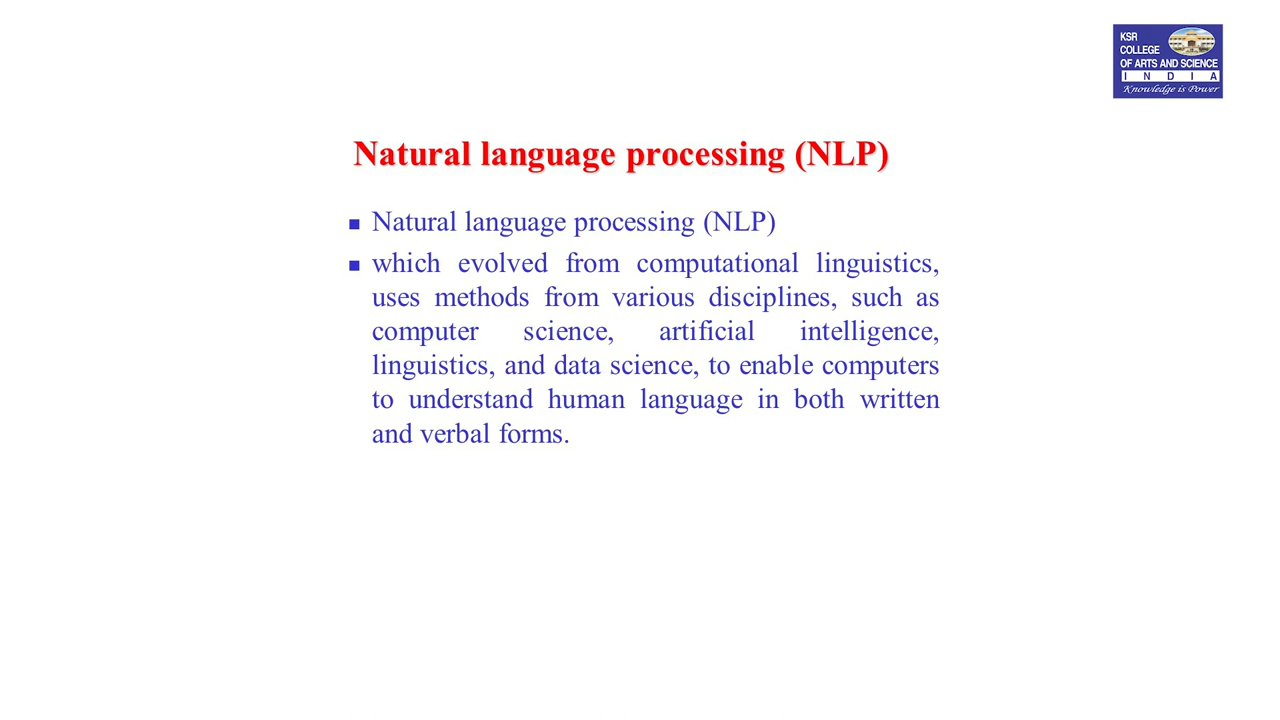 KSR
COLLEGE
OF ARTS AND SCIENCE
I N D I A
Knowledge is Power
Natural language processing (NLP)
Natural language processing (NLP)
which evolved from computational linguistics,
uses methods from various disciplines, such as
computer science, artificial intelligence,
linguistics, and data science, to enable computers
to understand human language in both written
and verbal forms.